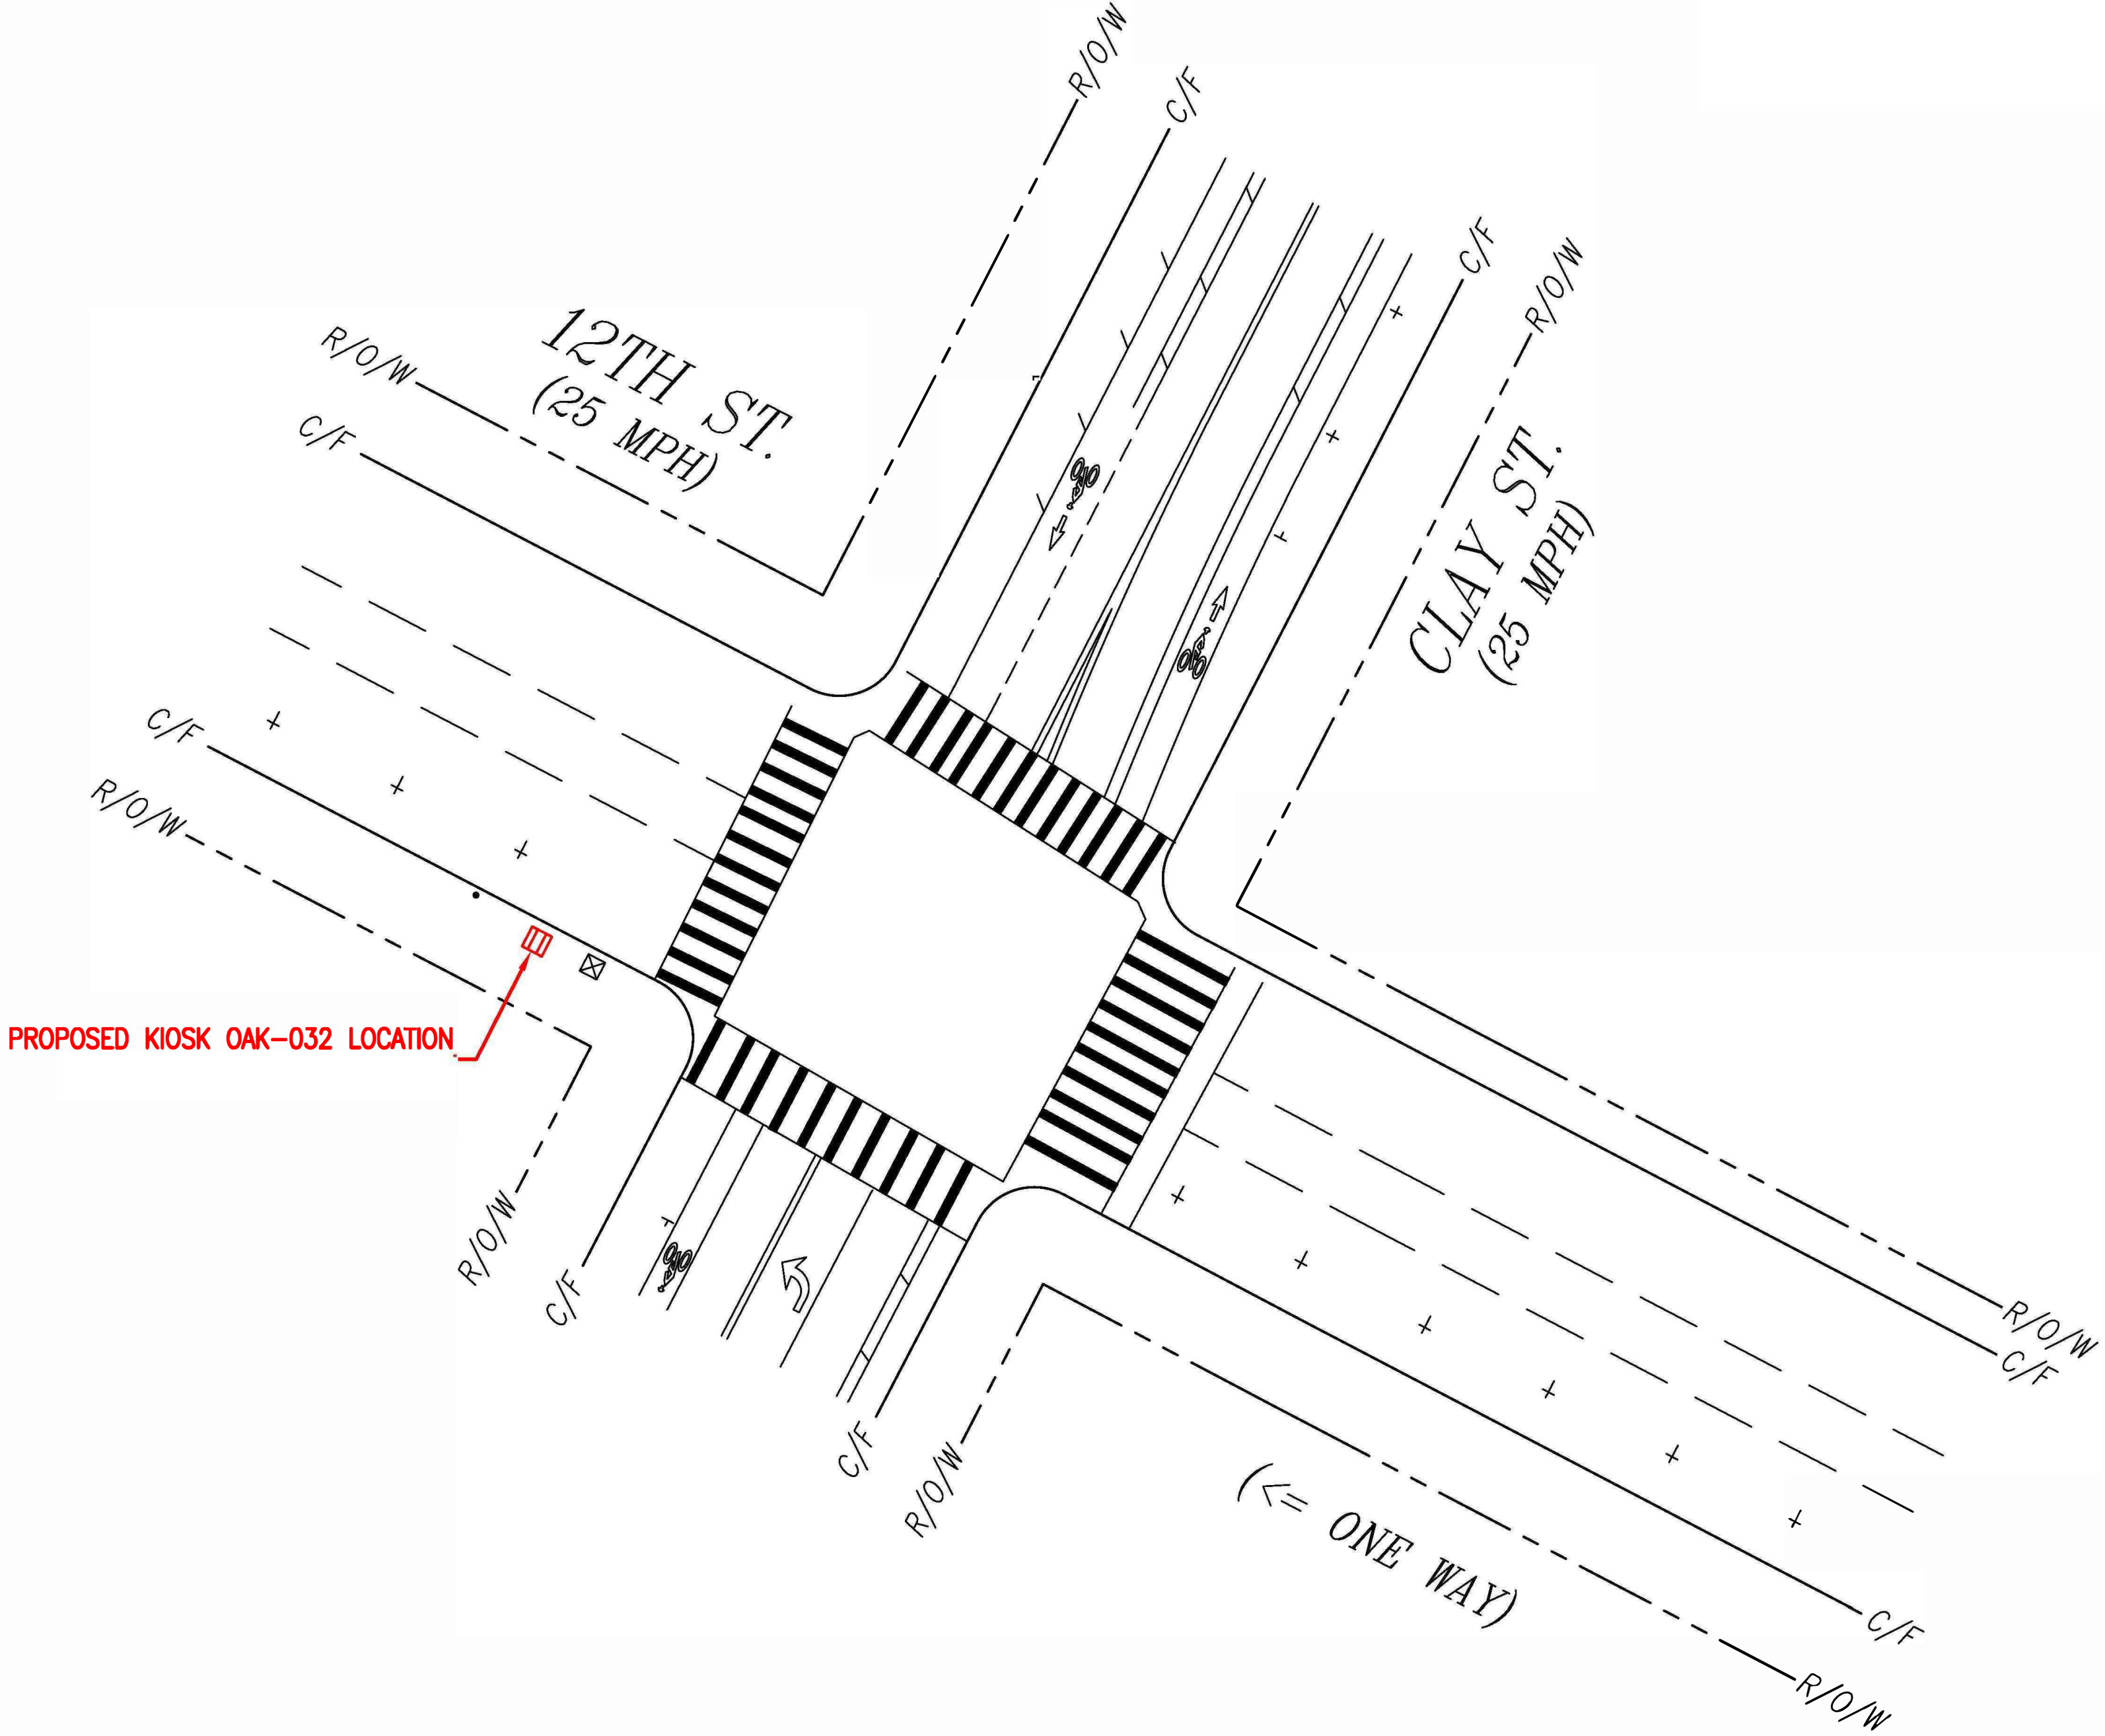 R/O/W
C/F
C/F
R/O/W
12TH ST.
(25 MPH)
R/O/W
C/F
CLAY ST.
(25 MPH)
C/F
R/O/W
PROPOSED KIOSK OAK-032 LOCATION
R/O/W
C/F
C/F
R/O/W
(<= ONE WAY)
R/O/W
C/F
C/F
R/O/W